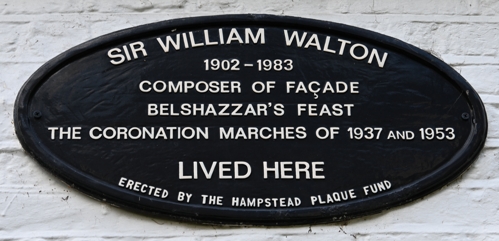 SIR WILLIAM WALTON
1902 – 1983
COMPOSER OF FAÇADE
BELSHAZZAR'S FEAST
THE CORONATION MARCHES OF 1937 AND 1953
LIVED HERE
ERECTED BY THE HAMPSTEAD PLAQUE FUND